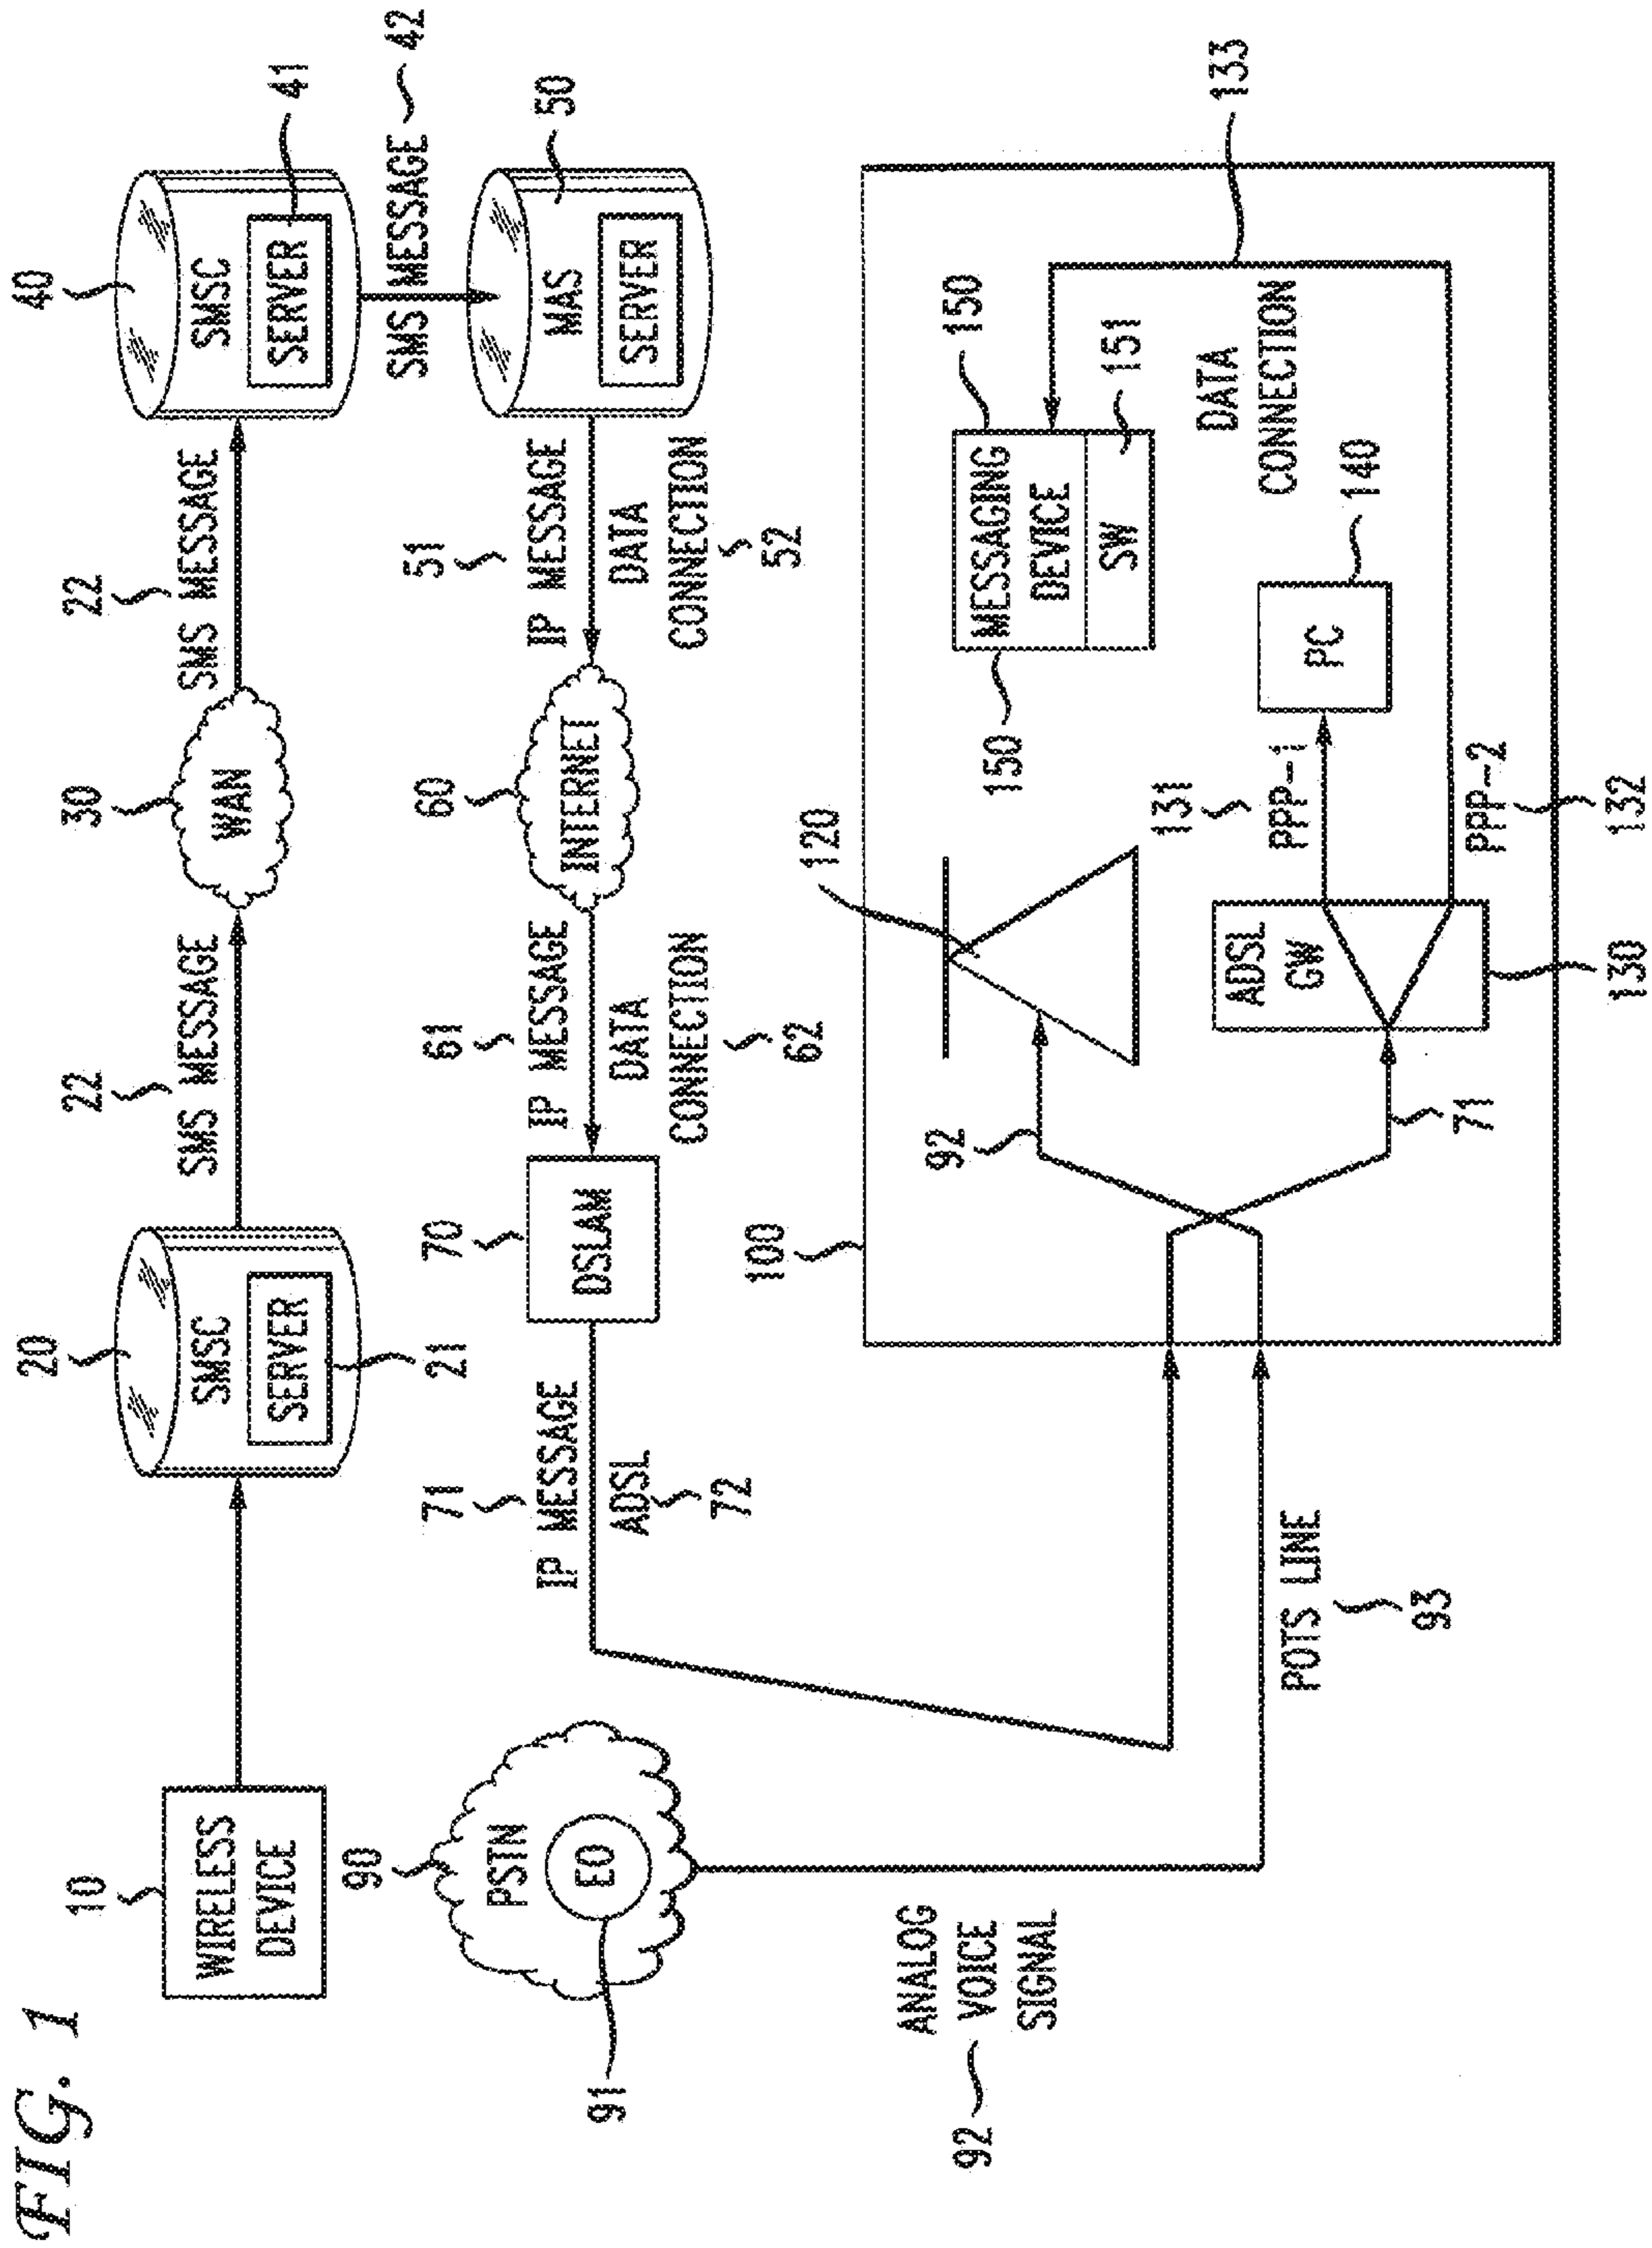 FIG. 1
10
WIRELESS
DEVICE
20
SMSC
SERVER
21
22
SMS MESSAGE
30
WAN
22
SMS MESSAGE
40
SMSC
SERVER
41
SMS MESSAGE 42
50
MAS
SERVER
51
IP MESSAGE
DATA
CONNECTION
52
60
INTERNET
61
IP MESSAGE
DATA
CONNECTION
62
70
DSLAM
71
IP MESSAGE
ADSL
72
90
PSTN
EO
91
ANALOG
VOICE
SIGNAL
92
POTS LINE
93
100
92
71
120
ADSL
GW
130
131
PPP-1
PPP-2
132
PC
140
150
MESSAGING
DEVICE
SW
150
151
DATA
CONNECTION
133